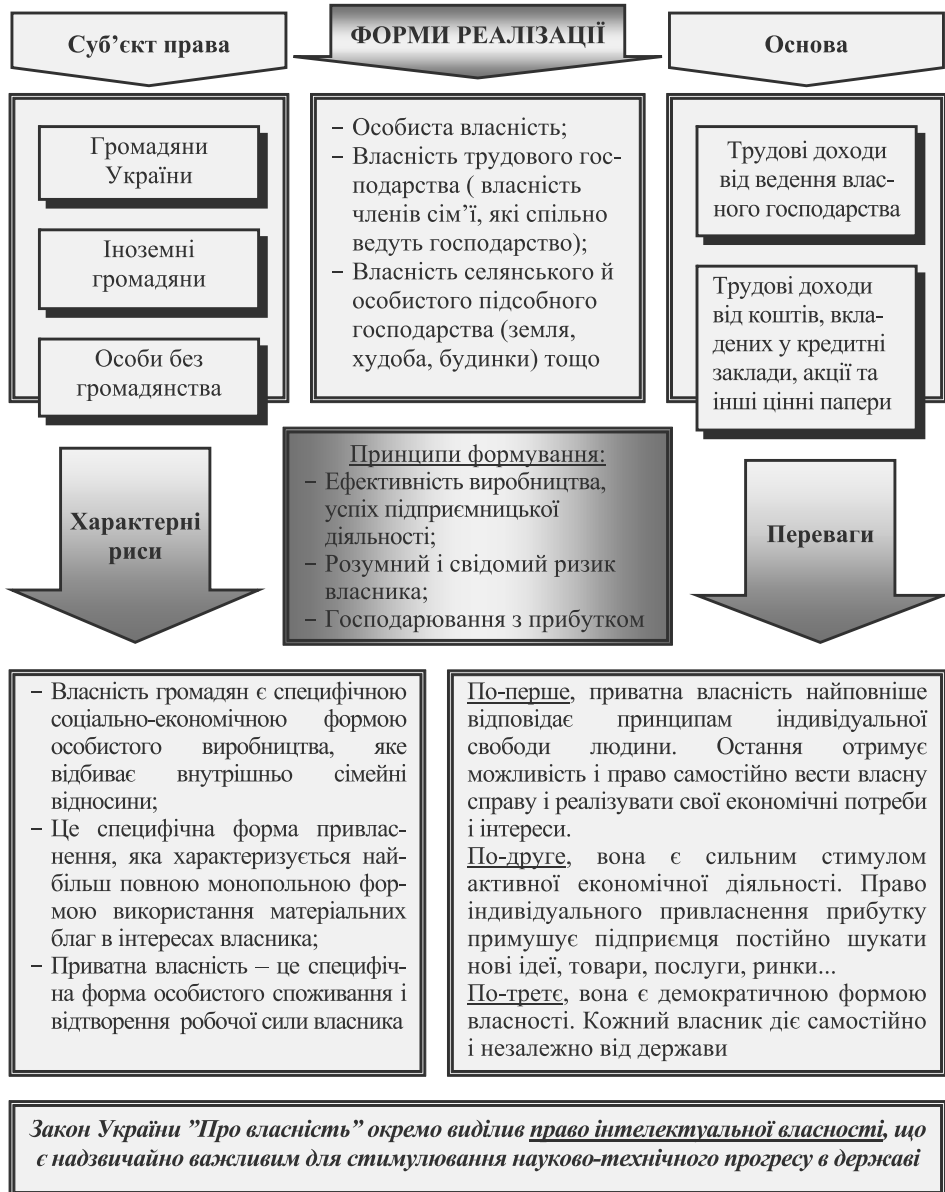 Суб’єкт права
ФОРМИ РЕАЛІЗАЦІЇ
Основа
Громадяни
України
Іноземні
громадяни
Особи без
громадянства
– Особиста власність;
– Власність трудового гос-
подарства ( власність
членів сім’ї, які спільно
ведуть господарство);
– Власність селянського й
особистого підсобного
господарства (земля,
худоба, будинки) тощо
Трудові доходи
від ведення влас-
ного господарства
Трудові доходи
від коштів, вкла-
дених у кредитні
заклади, акції та
інші цінні папери
Характерні
риси
Принципи формування:
– Ефективність виробництва,
успіх підприємницької
діяльності;
– Розумний і свідомий ризик
власника;
– Господарювання з прибутком
Переваги
– Власність громадян є специфічною
соціально-економічною формою
особистого виробництва, яке
відбиває внутрішньо сімейні
відносини;
– Це специфічна форма привлас-
нення, яка характеризується най-
більш повною монопольною фор-
мою використання матеріальних
благ в інтересах власника;
– Приватна власність – це специфіч-
на форма особистого споживання і
відтворення робочої сили власника
По-перше, приватна власність найповніше
відповідає принципам індивідуальної
свободи людини. Остання отримує
можливість і право самостійно вести власну
справу і реалізувати свої економічні потреби
і інтереси.
По-друге, вона є сильним стимулом
активної економічної діяльності. Право
індивідуального привласнення прибутку
примушує підприємця постійно шукати
нові ідеї, товари, послуги, ринки...
По-третє, вона є демократичною формою
власності. Кожний власник діє самостійно
і незалежно від держави
Закон України ”Про власність” окремо виділив право інтелектуальної власності, що
є надзвичайно важливим для стимулювання науково-технічного прогресу в державі